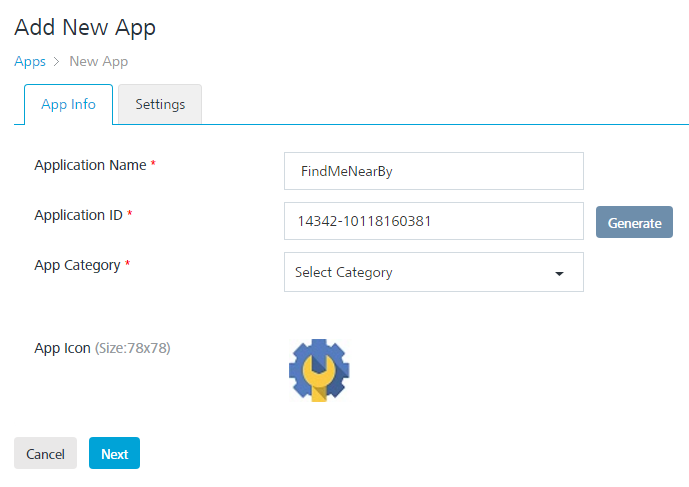 Add New App
Apps > New App
App Info Settings
Application Name * FindMeNearBy
Application ID * 14342-10118160381 Generate
App Category * Select Category
App Icon (Size:78x78)
Cancel Next